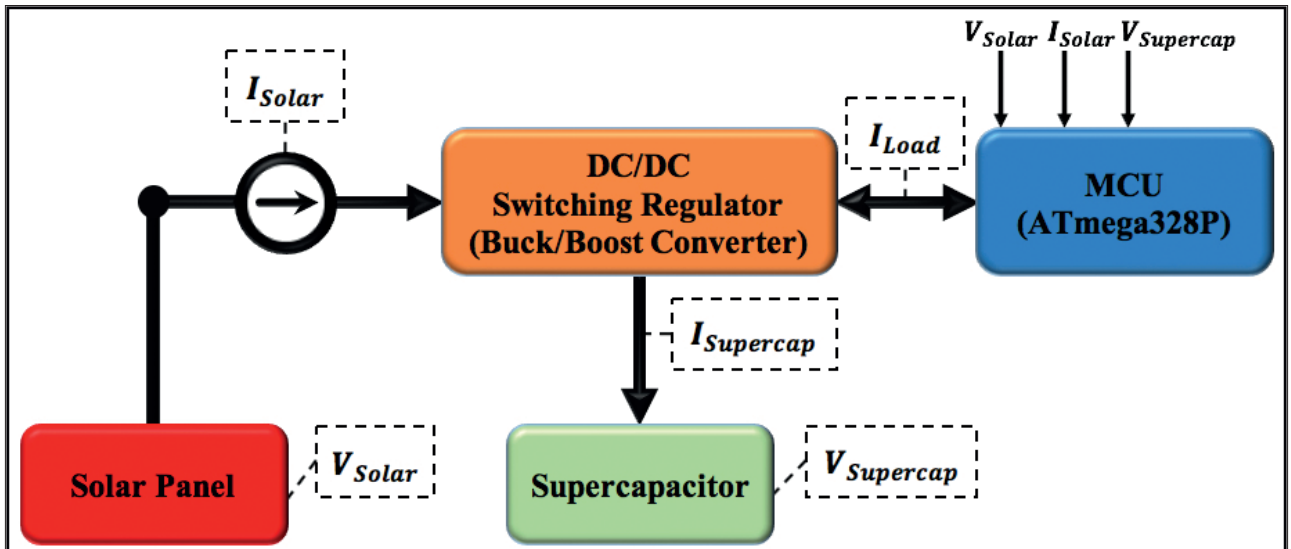 V_Solar I_Solar V_Supercap
I_Solar
I_Load
DC/DC
Switching Regulator
(Buck/Boost Converter)
MCU
(ATmega328P)
I_Supercap
Solar Panel
V_Solar
Supercapacitor
V_Supercap